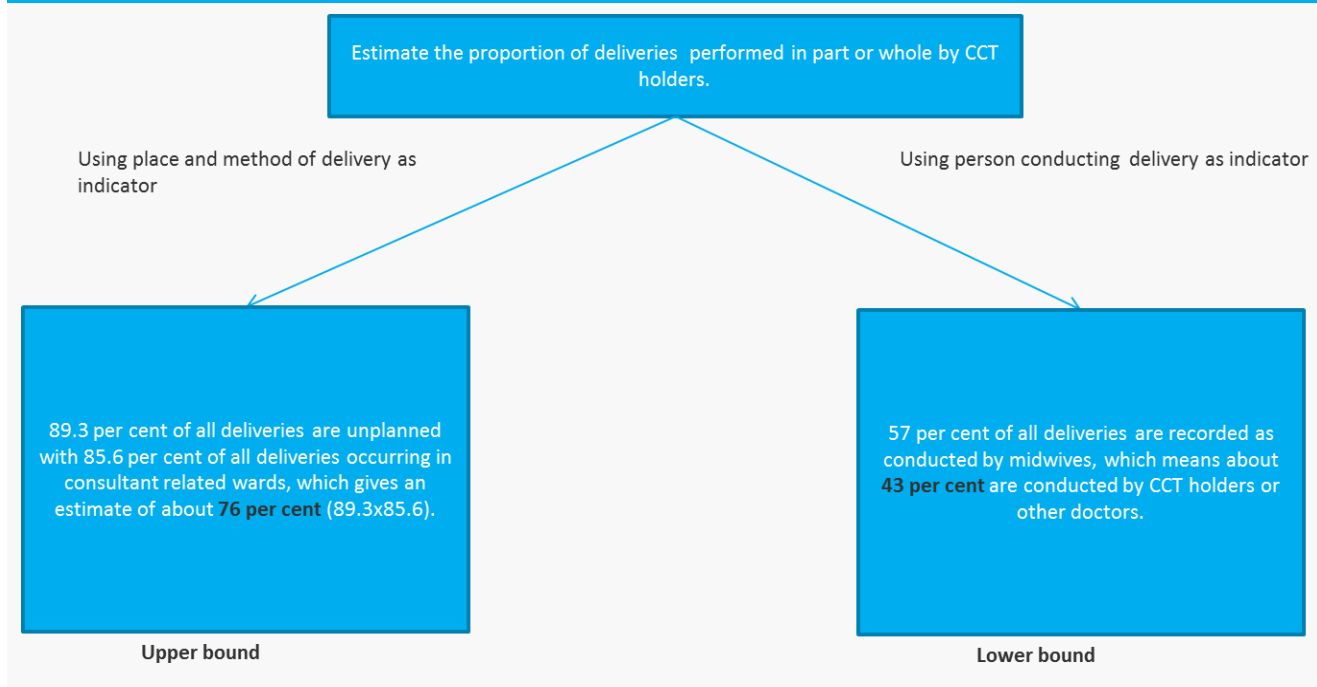 Estimate the proportion of deliveries performed in part or whole by CCT
holders.
Using place and method of delivery as
indicator
Using person conducting delivery as indicator
89.3 per cent of all deliveries are unplanned
with 85.6 per cent of all deliveries occurring in
consultant related wards, which gives an
estimate of about 76 per cent (89.3x85.6).
57 per cent of all deliveries are recorded as
conducted by midwives, which means about
43 per cent are conducted by CCT holders or
other doctors.
Upper bound
Lower bound